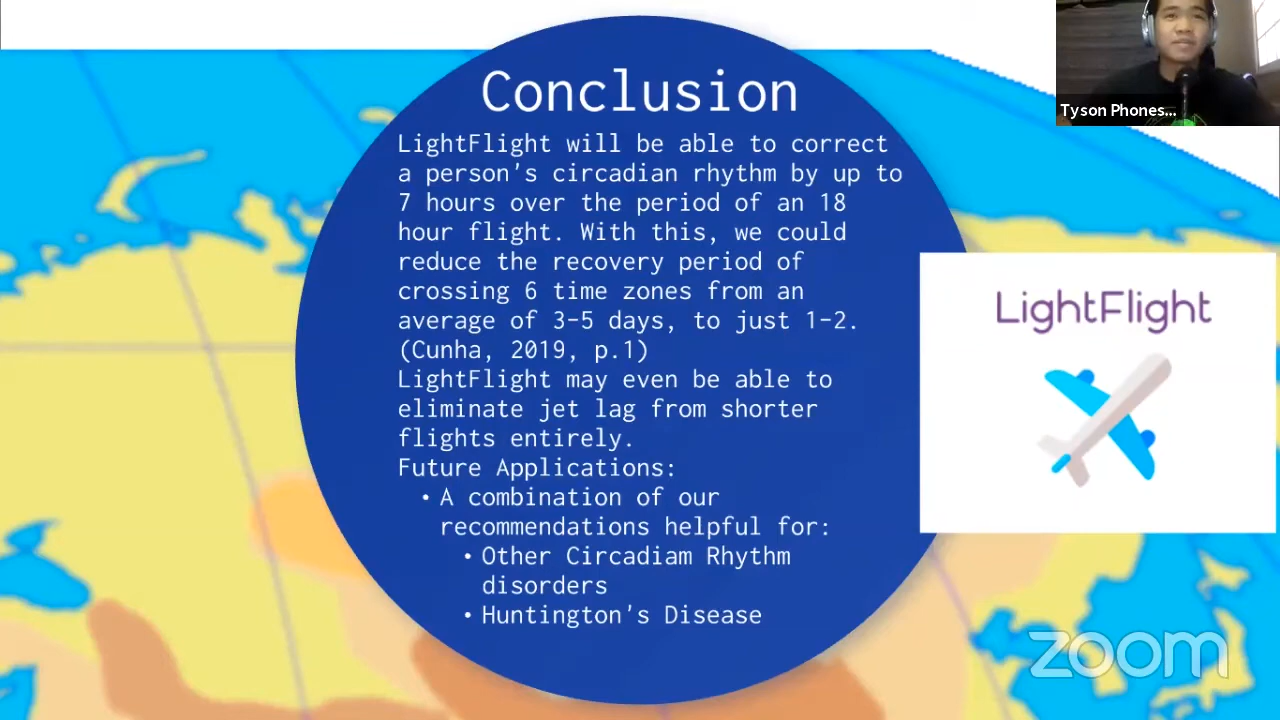 Conclusion
LightFlight will be able to correct
a person's circadian rhythm by up to
7 hours over the period of an 18
hour flight. With this, we could
reduce the recovery period of
crossing 6 time zones from an
average of 3-5 days, to just 1-2.
(Cunha, 2019, p.1)
LightFlight may even be able to
eliminate jet lag from shorter
flights entirely.
Future Applications:
• A combination of our
recommendations helpful for:
• Other Circadiam Rhythm
disorders
• Huntington's Disease
Tyson Phones...
LightFlight
zoom